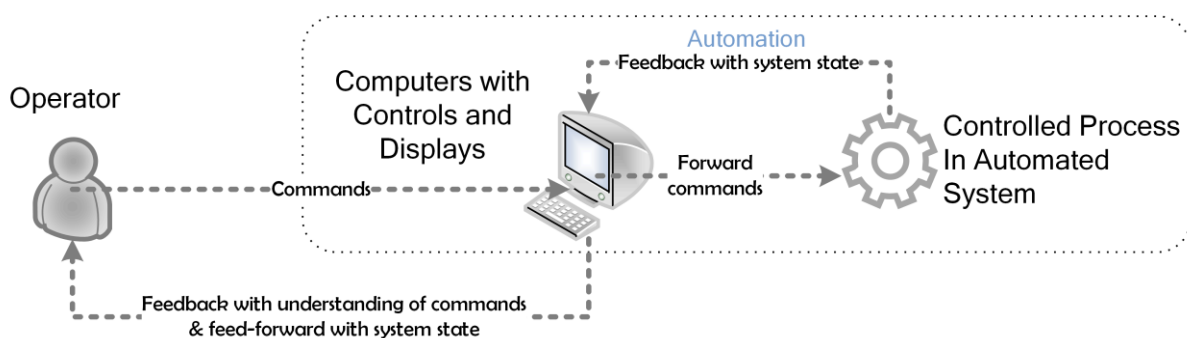 Automation
Feedback with system state
Operator
Computers with
Controls and
Displays
Commands
Forward
commands
Controlled Process
In Automated
System
Feedback with understanding of commands
& feed-forward with system state